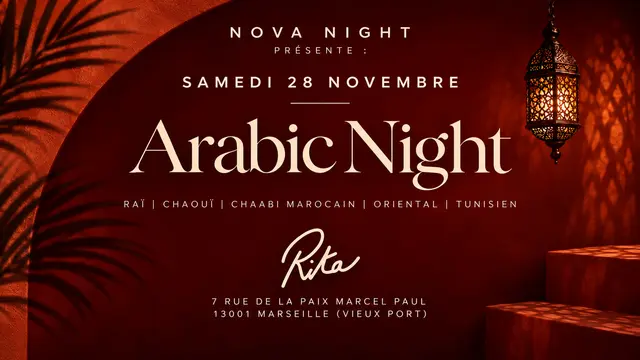 NOVA NIGHT
PRÉSENTE :
SAMEDI 28 NOVEMBRE
Arabic Night
RAÏ | CHAOUÏ | CHAABI MAROCAIN | ORIENTAL | TUNISIEN
Rita
7 RUE DE LA PAIX MARCEL PAUL
13001 MARSEILLE (VIEUX PORT)